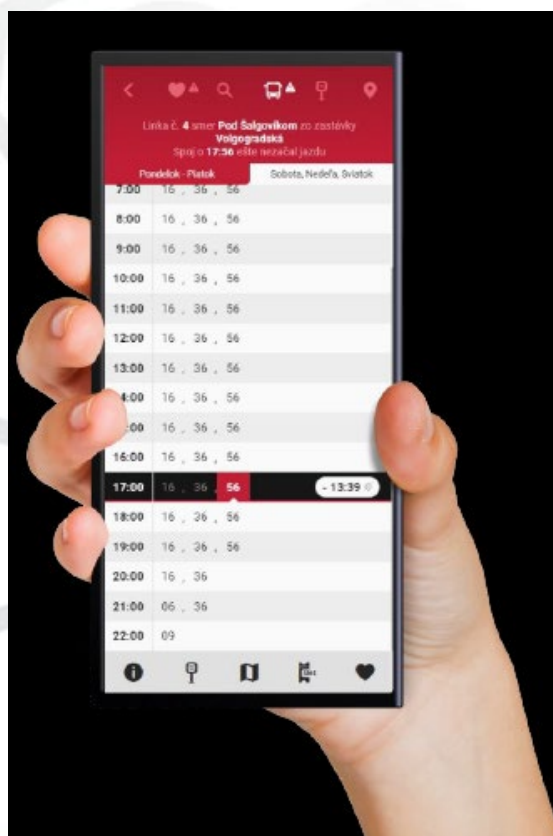 Linka č. 4 smer Pod Šalgovíkom zo zastávky
Volgogradská
Spoj o 17:56 ešte nezačal jazdu
Pondelok - Piatok Sobota, Nedeľa, Sviatok
7:00 16 , 36 , 56
8:00 16 , 36 , 56
9:00 16 , 36 , 56
10:00 16 , 36 , 56
11:00 16 , 36 , 56
12:00 16 , 36 , 56
13:00 16 , 36 , 56
4:00 16 , 36 , 56
:00 16 , 36 , 56
16:00 16 , 36 , 56
17:00 16 , 36 , 56 - 13:39
18:00 16 , 36 , 56
19:00 16 , 36 , 56
20:00 16 , 36
21:00 06 , 36
22:00 09